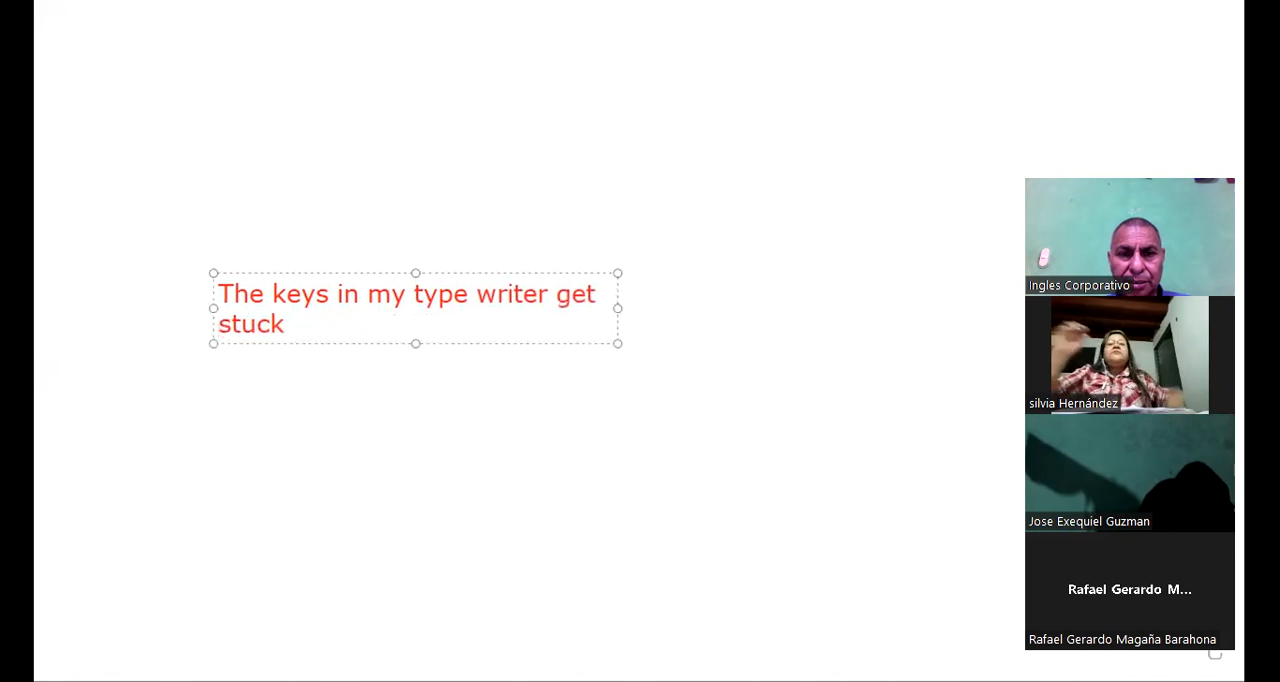 The keys in my type writer get
stuck
Ingles Corporativo
silvia Hernández
Jose Exequiel Guzman
Rafael Gerardo M...
Rafael Gerardo Magaña Barahona